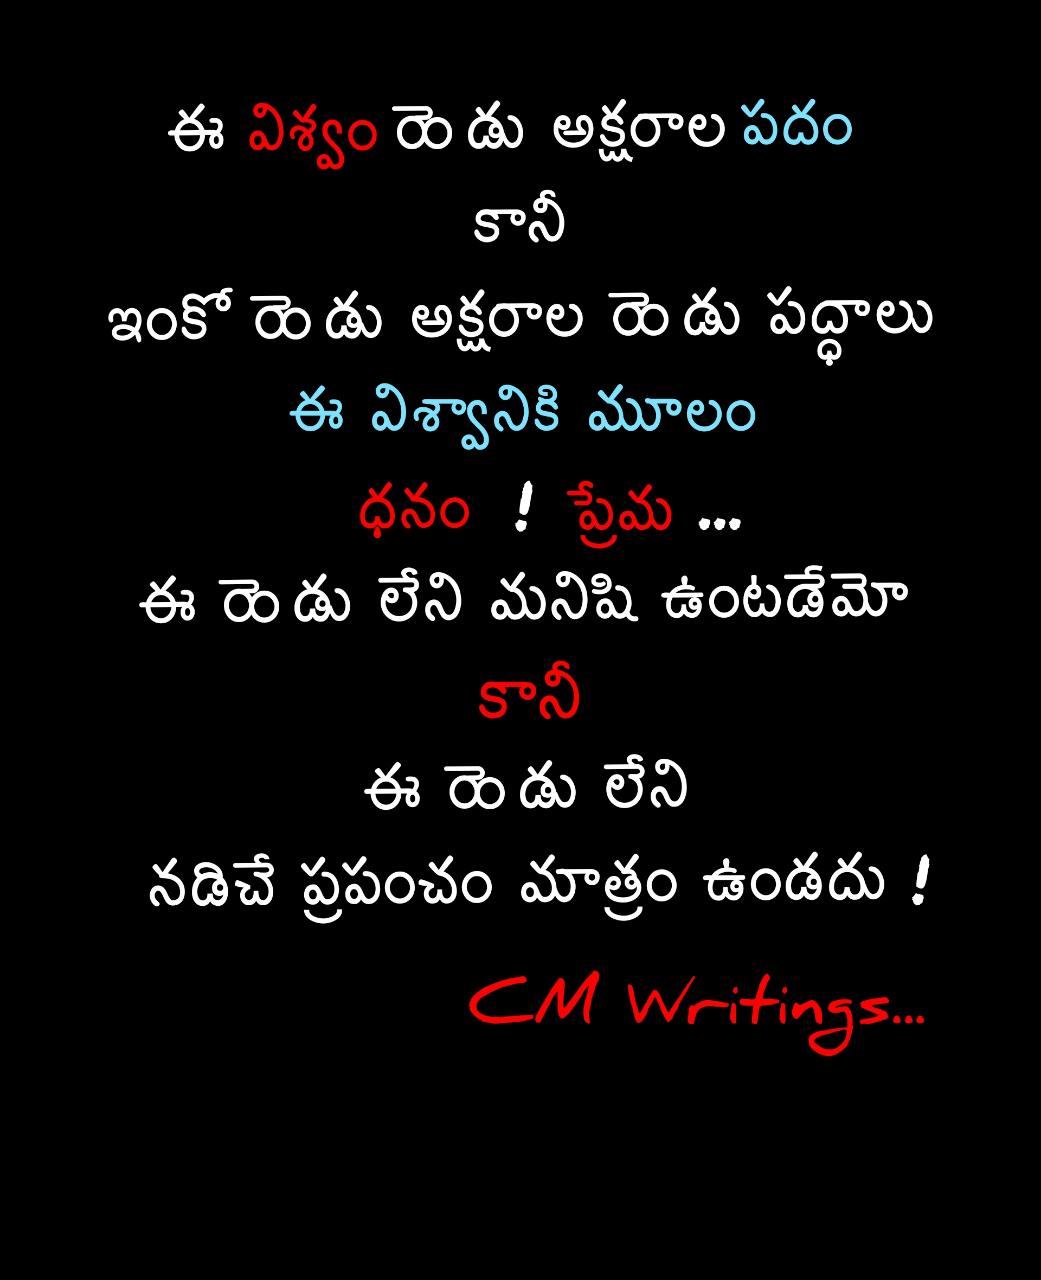 ఈ విశ్వం రెండు అక్షరాల పదం
కానీ
ఇంకో రెండు అక్షరాల రెండు పద్ధాలు
ఈ విశ్వానికి మూలం
ధనం ! ప్రేమ ...
ఈ రెండు లేని మనిషి ఉంటడేమో
కానీ
ఈ రెండు లేని
నడిచే ప్రపంచం మాత్రం ఉండదు !
CM Writings...